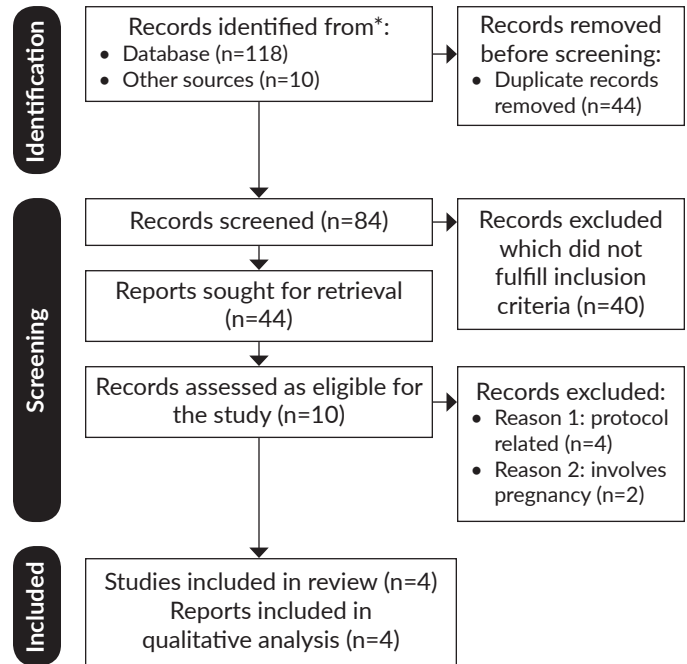 Identification
Records identified from*:
• Database (n=118)
• Other sources (n=10)
Records removed
before screening:
• Duplicate records
removed (n=44)
Screening
Records screened (n=84)
Records excluded
which did not
fulfill inclusion
criteria (n=40)
Reports sought for retrieval
(n=44)
Records assessed as eligible for
the study (n=10)
Records excluded:
• Reason 1: protocol
related (n=4)
• Reason 2: involves
pregnancy (n=2)
Included
Studies included in review (n=4)
Reports included in
qualitative analysis (n=4)